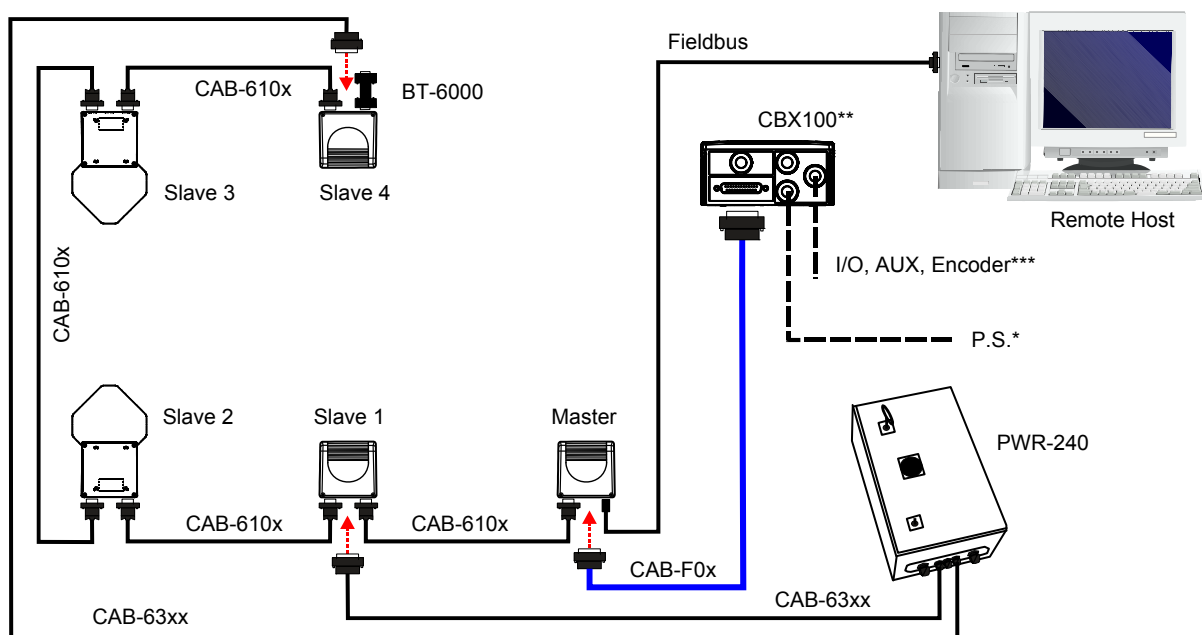 Fieldbus
CAB-610x
BT-6000
CBX100**
Slave 3
Slave 4
Remote Host
I/O, AUX, Encoder***
CAB-610x
P.S.*
Slave 2
Slave 1
Master
PWR-240
CAB-610x
CAB-610x
CAB-F0x
CAB-63xx
CAB-63xx